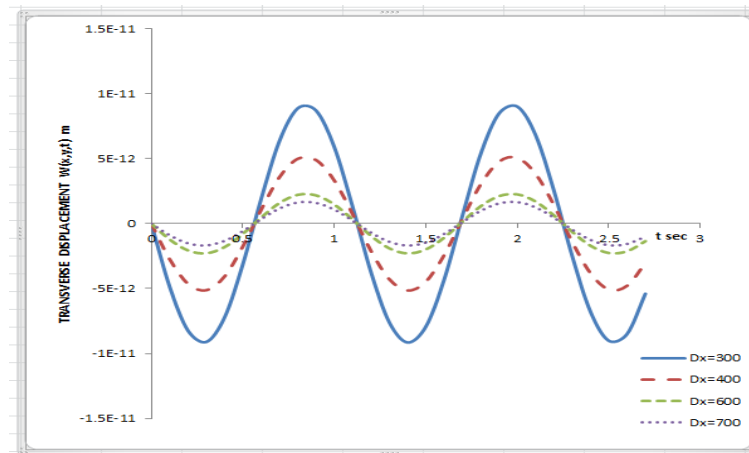 1.5E-11
1E-11
5E-12
0
-5E-12
-1E-11
-1.5E-11
TRANSVERSE DISPLACEMENT W(x,y,t) m
0
0.5
1
1.5
2
2.5
3
t sec
Dx=300
Dx=400
Dx=600
Dx=700